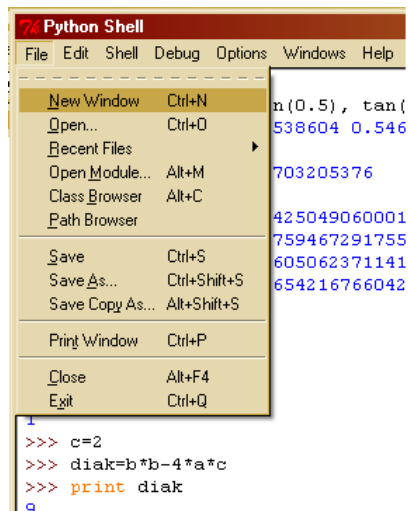 Python Shell
File Edit Shell Debug Options Windows Help
New Window Ctrl+N
n(0.5), tan(
Open... Ctrl+O
538604 0.546
Recent Files
Open Module... Alt+M
703205376
Class Browser Alt+C
Path Browser
425049060001
759467291755
Save Ctrl+S
605062371141
Save As... Ctrl+Shift+S
654216766042
Save Copy As... Alt+Shift+S
Print Window Ctrl+P
Close Alt+F4
Exit Ctrl+Q
1
>>> c=2
>>> diak=b*b-4*a*c
>>> print diak
9